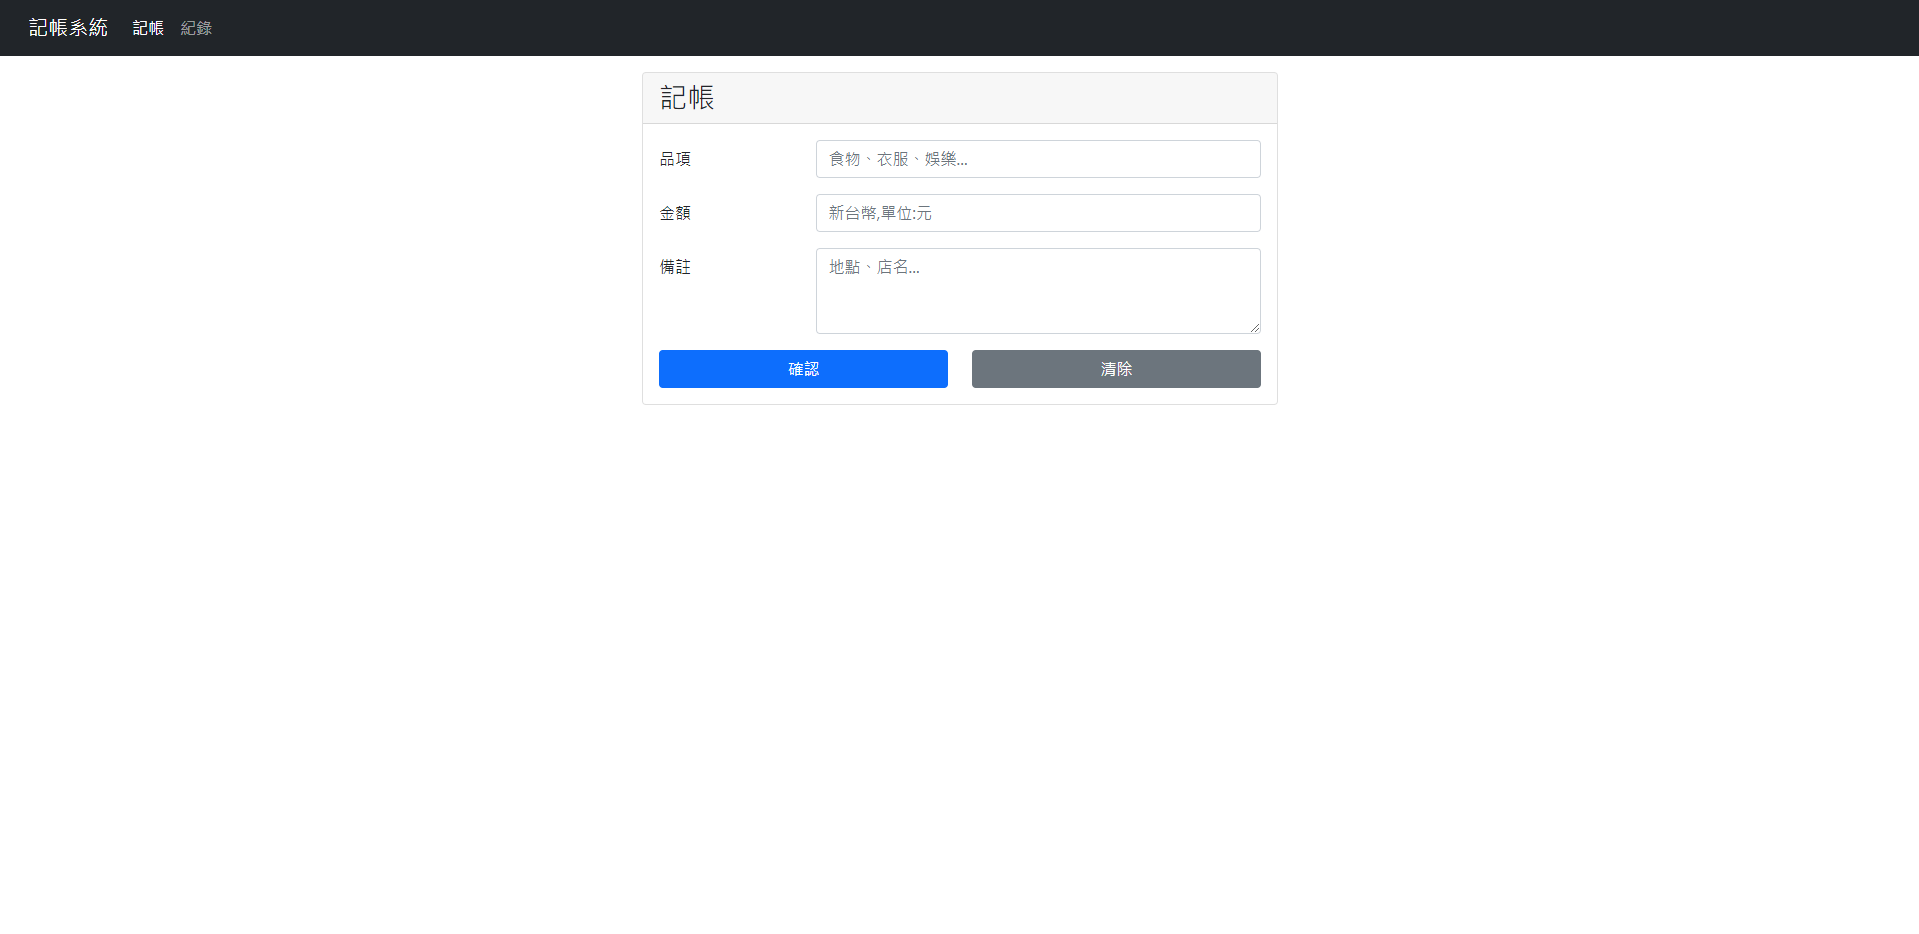 記帳系統 記帳 紀錄
記帳
品項 食物、衣服、娛樂...
金額 新台幣,單位:元
備註 地點、店名...
確認 清除